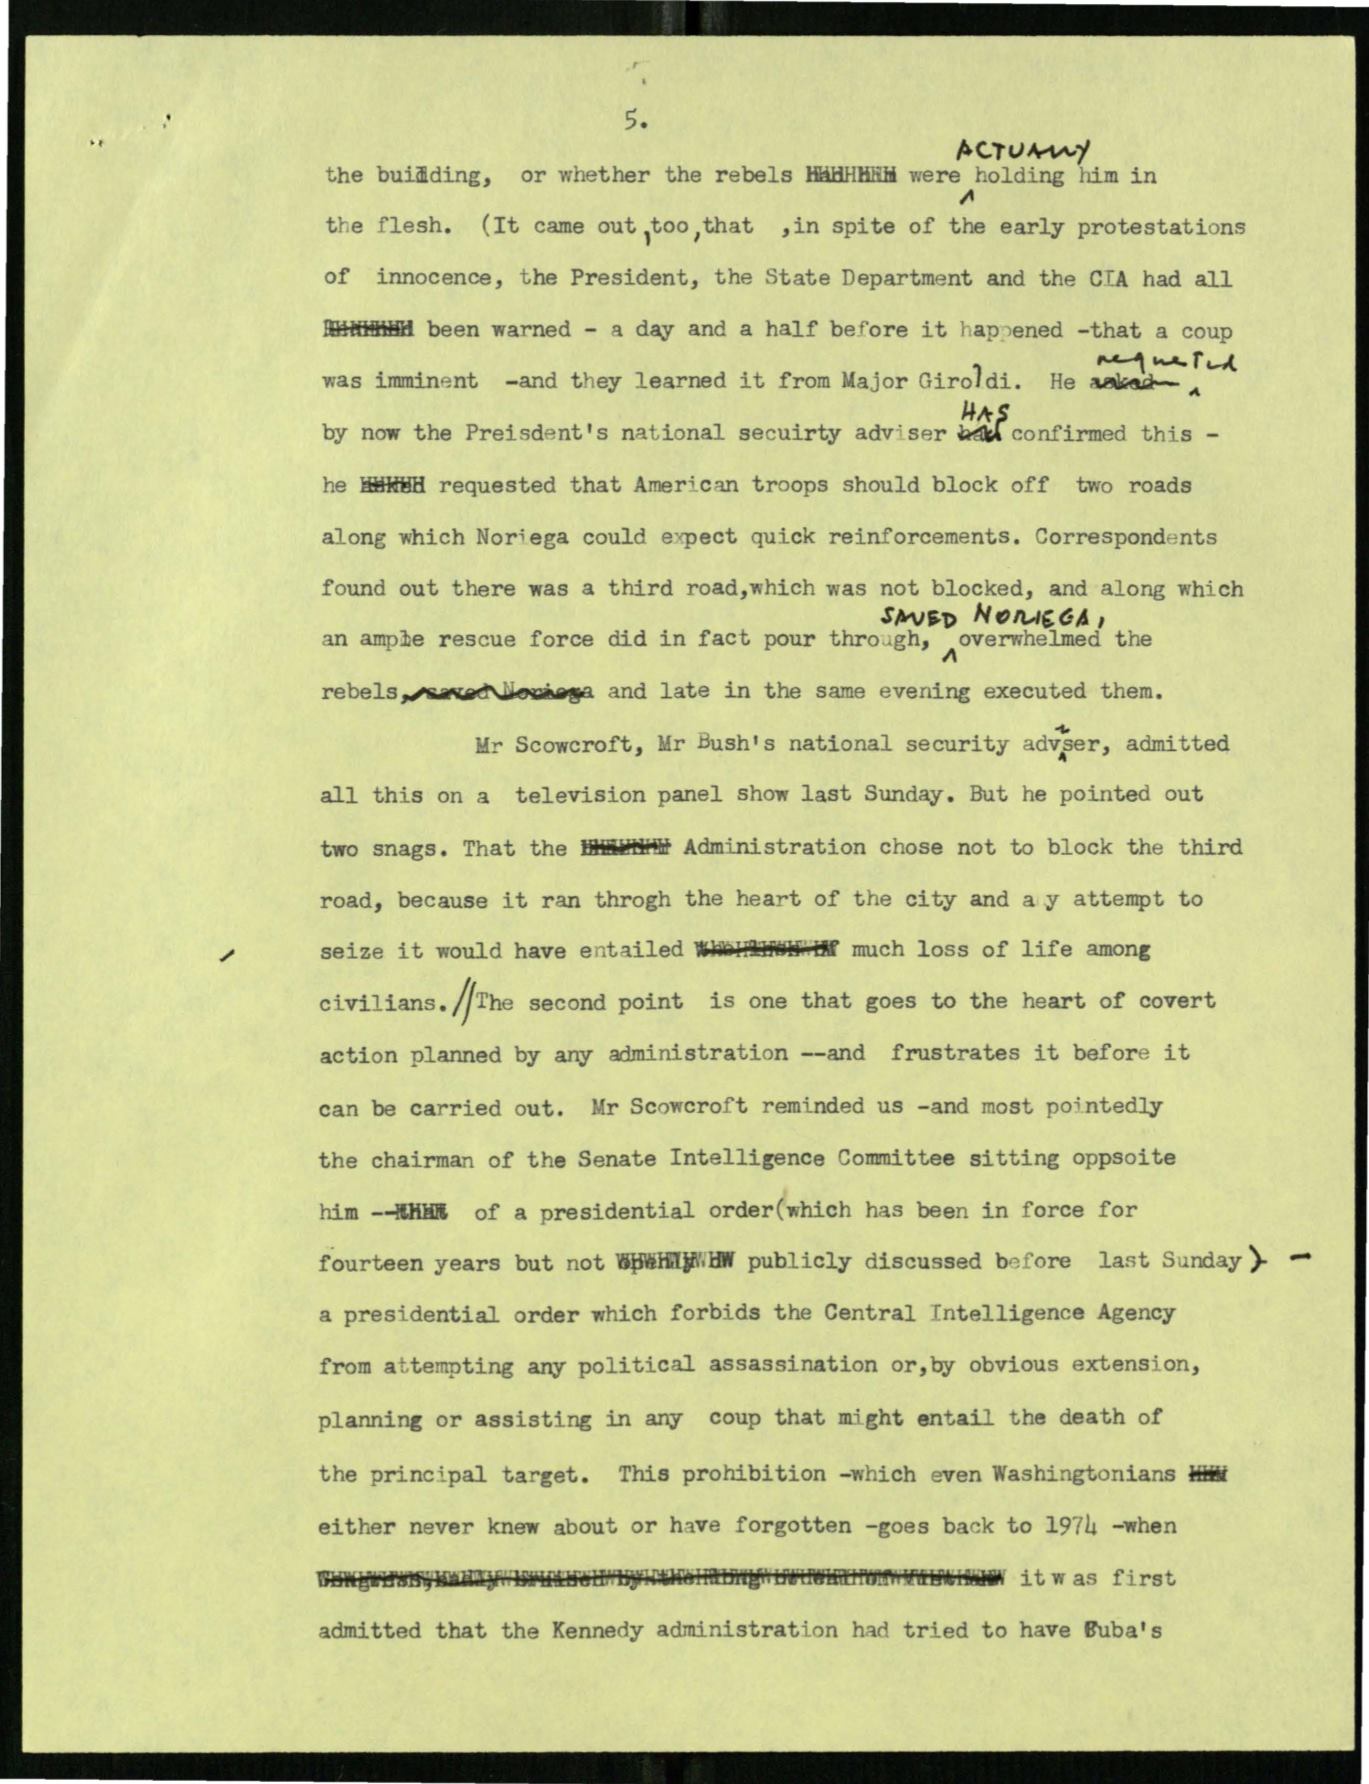 5.
ACTUALLY
the building, or whether the rebels were holding him in
the flesh. (It came out,too,that ,in spite of the early protestations
of innocence, the President, the State Department and the CIA had all
been warned - a day and a half before it happened -that a coup
requested
was imminent -and they learned it from Major Giroldi. He asked
HAS
by now the Preisdent's national secuirty adviser had confirmed this -
he requested that American troops should block off two roads
along which Noriega could expect quick reinforcements. Correspondents
found out there was a third road,which was not blocked, and along which
SAVED NORIEGA,
an ample rescue force did in fact pour through, overwhelmed the
rebels, saved Noriega and late in the same evening executed them.
i
Mr Scowcroft, Mr Bush's national security advser, admitted
all this on a television panel show last Sunday. But he pointed out
two snags. That the Administration chose not to block the third
road, because it ran throgh the heart of the city and a y attempt to
seize it would have entailed much loss of life among
civilians.//The second point is one that goes to the heart of covert
action planned by any administration --and frustrates it before it
can be carried out. Mr Scowcroft reminded us -and most pointedly
the chairman of the Senate Intelligence Committee sitting oppsoite
him -- of a presidential order(which has been in force for
fourteen years but not publicly discussed before last Sunday) -
a presidential order which forbids the Central Intelligence Agency
from attempting any political assassination or,by obvious extension,
planning or assisting in any coup that might entail the death of
the principal target. This prohibition -which even Washingtonians
either never knew about or have forgotten -goes back to 1974 -when
it was first
admitted that the Kennedy administration had tried to have Cuba's